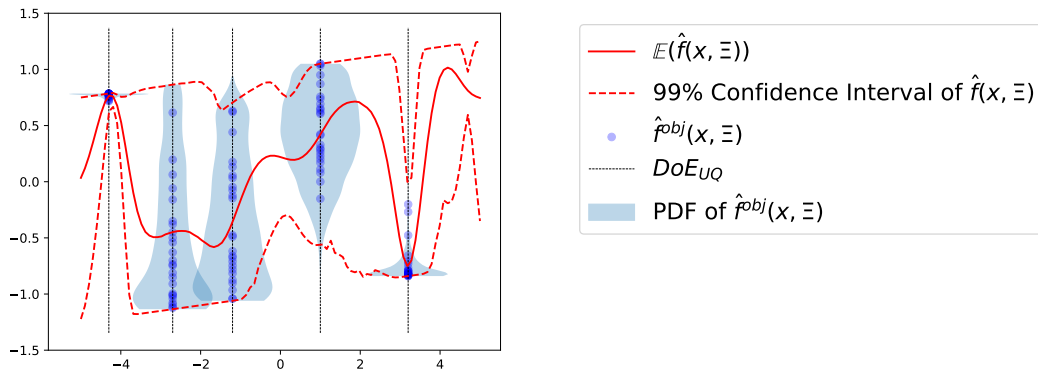 1.5
1.0
0.5
0.0
−0.5
−1.0
−1.5
−4 −2 0 2 4
𝔼(f̂(x, Ξ))
99% Confidence Interval of f̂(x, Ξ)
f̂ᵒᵇʲ(x, Ξ)
DoE_UQ
PDF of f̂ᵒᵇʲ(x, Ξ)